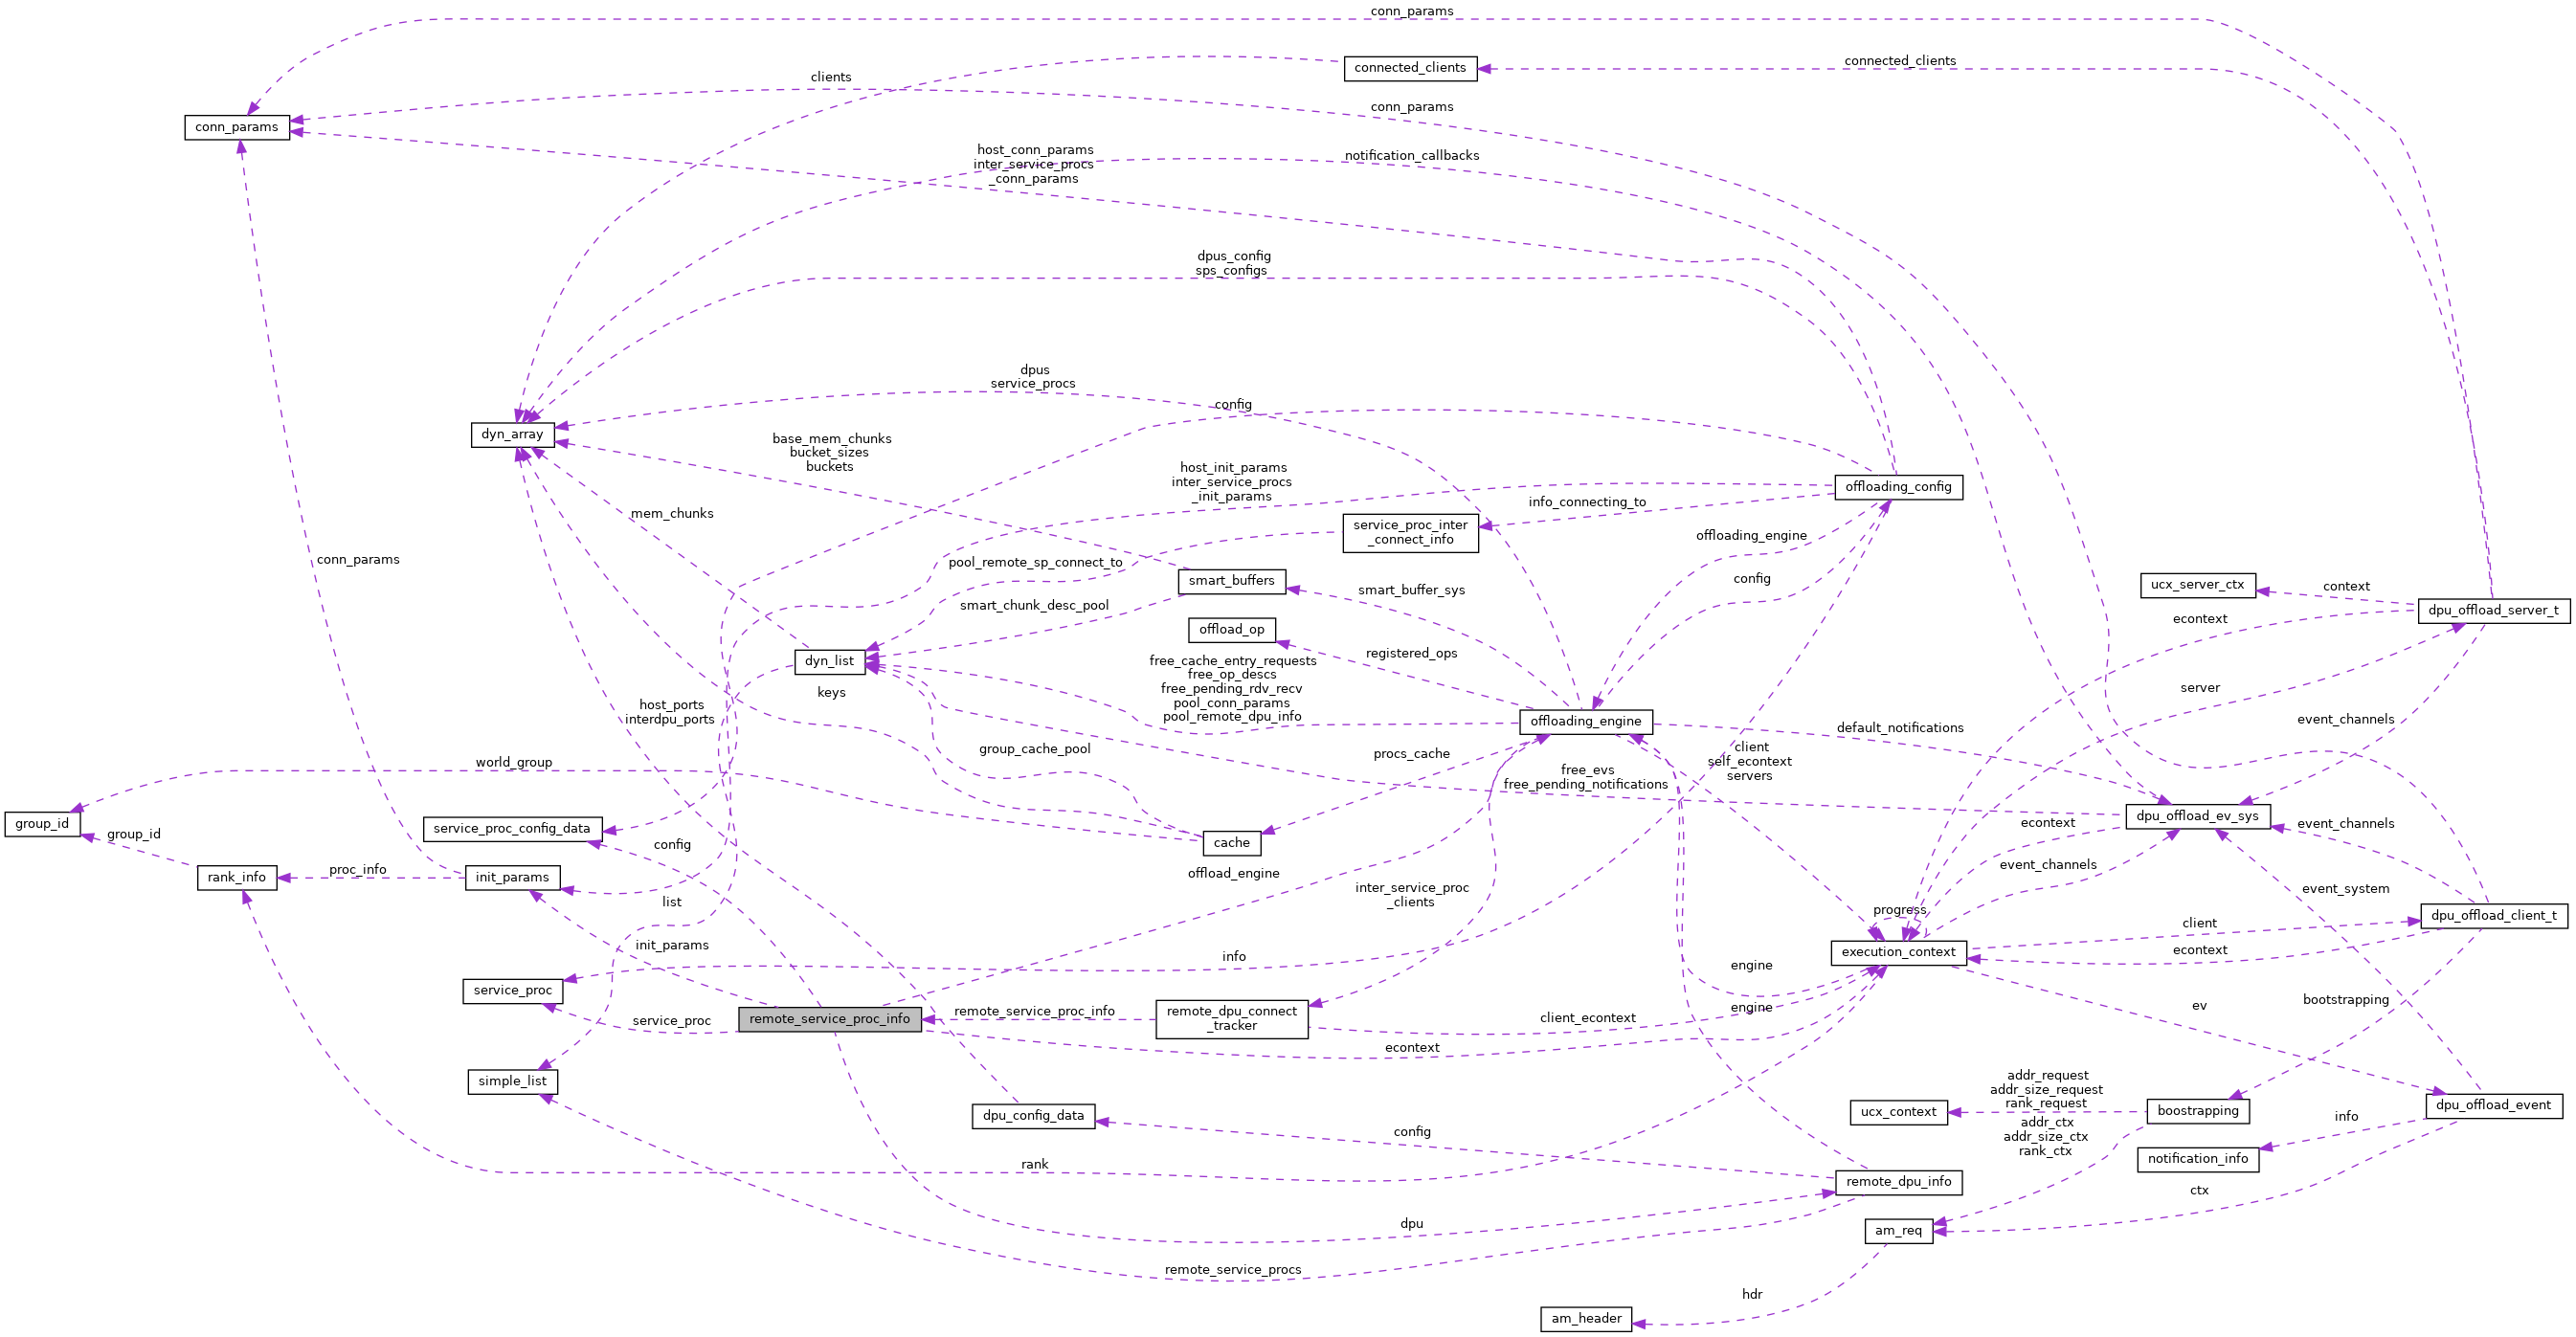 conn_params
connected_clients
connected_clients
clients
conn_params
conn_params
host_conn_params
inter_service_procs
_conn_params
notification_callbacks
dpus_config
sps_configs
dpus
service_procs
config
dyn_array
base_mem_chunks
bucket_sizes
buckets
host_init_params
inter_service_procs
_init_params
offloading_config
info_connecting_to
mem_chunks
service_proc_inter
_connect_info
offloading_engine
conn_params
pool_remote_sp_connect_to
smart_buffers
config
ucx_server_ctx
context
smart_buffer_sys
smart_chunk_desc_pool
dpu_offload_server_t
econtext
offload_op
registered_ops
dyn_list
free_cache_entry_requests
free_op_descs
free_pending_rdv_recv
pool_conn_params
pool_remote_dpu_info
keys
server
host_ports
interdpu_ports
offloading_engine
event_channels
default_notifications
group_cache_pool
procs_cache
client
self_econtext
servers
world_group
free_evs
free_pending_notifications
group_id
group_id
service_proc_config_data
dpu_offload_ev_sys
econtext
event_channels
cache
config
event_channels
rank_info
proc_info
init_params
offload_engine
inter_service_proc
_clients
event_system
list
progress
dpu_offload_client_t
client
init_params
execution_context
econtext
info
engine
service_proc
bootstrapping
engine
ev
remote_service_proc_info
service_proc
remote_service_proc_info
remote_dpu_connect
_tracker
client_econtext
econtext
simple_list
addr_request
addr_size_request
rank_request
dpu_config_data
ucx_context
boostrapping
dpu_offload_event
info
config
addr_ctx
addr_size_ctx
rank_ctx
notification_info
rank
remote_dpu_info
ctx
dpu
am_req
remote_service_procs
hdr
am_header